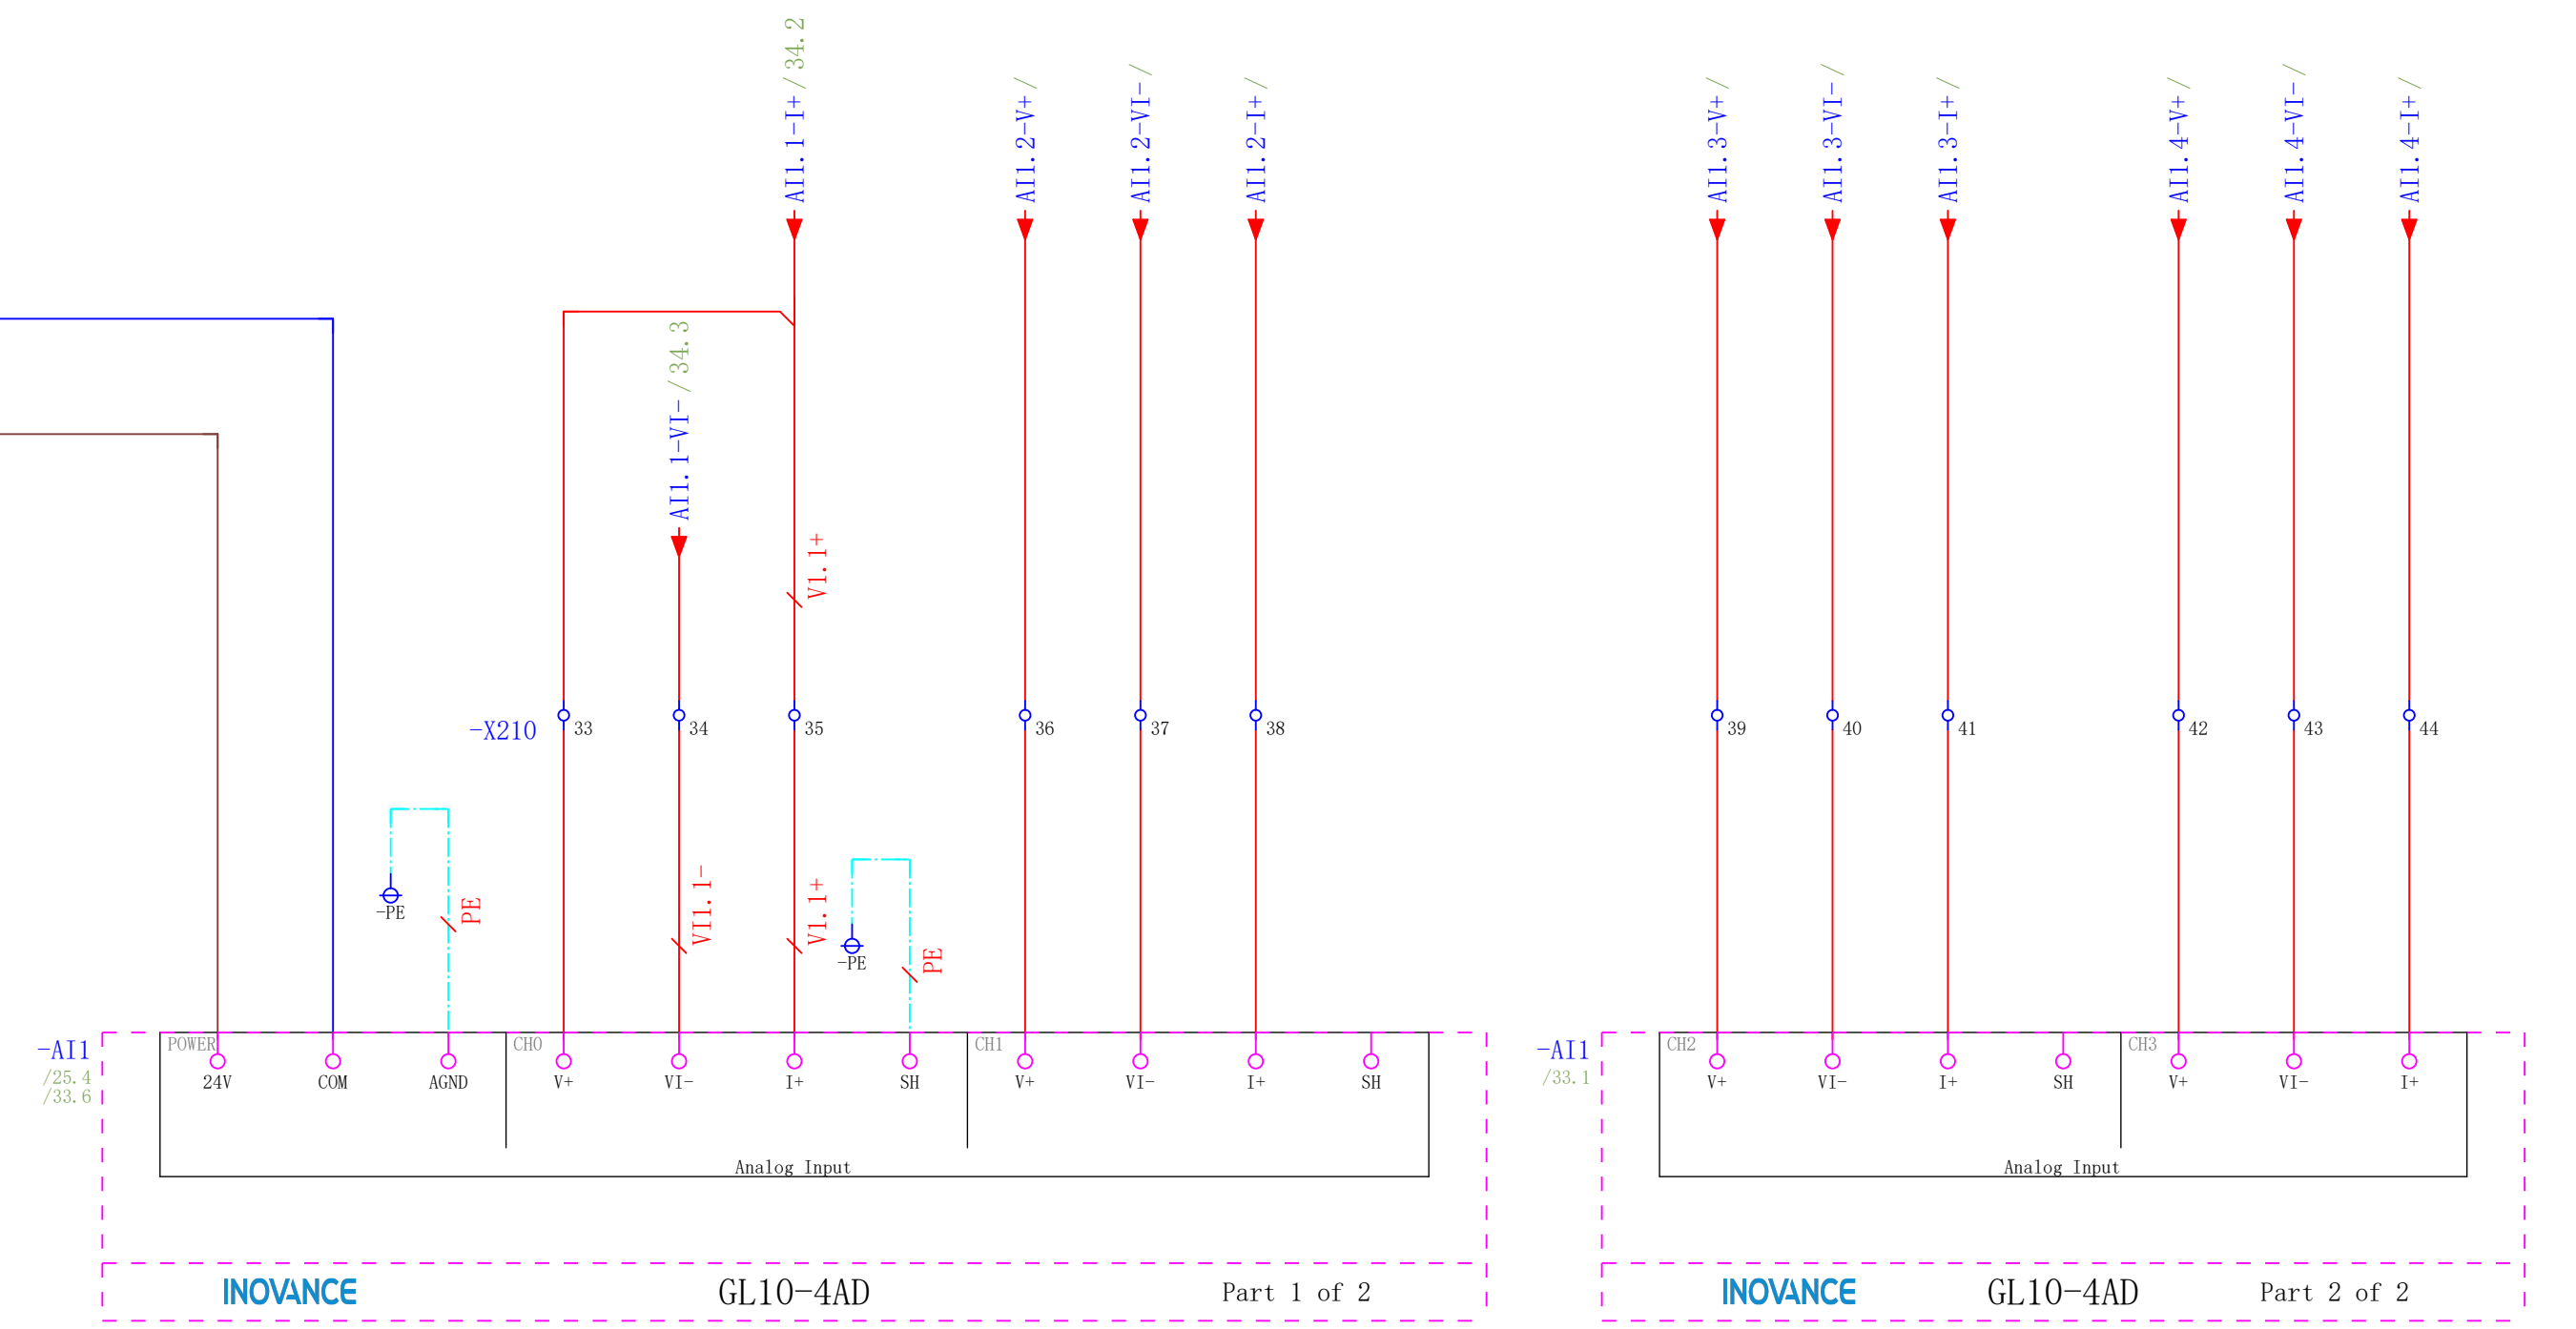 AI1.1-I+/34.2
AI1.2-V+/
AI1.2-VI-/
AI1.2-I+/
AI1.3-V+/
AI1.3-VI-/
AI1.3-I+/
AI1.4-V+/
AI1.4-VI-/
AI1.4-I+/
AI1.1-VI-/34.3
V1.1+
-X210
33
34
35
36
37
38
39
40
41
42
43
44
-PE
PE
VI1.1-
V1.1+
-PE
PE
-AI1
/25.4
/33.6
POWER
24V
COM
AGND
CH0
V+
VI-
I+
SH
CH1
V+
VI-
I+
SH
Analog Input
INOVANCE
GL10-4AD
Part 1 of 2
-AI1
/33.1
CH2
V+
VI-
I+
SH
CH3
V+
VI-
I+
Analog Input
INOVANCE
GL10-4AD
Part 2 of 2